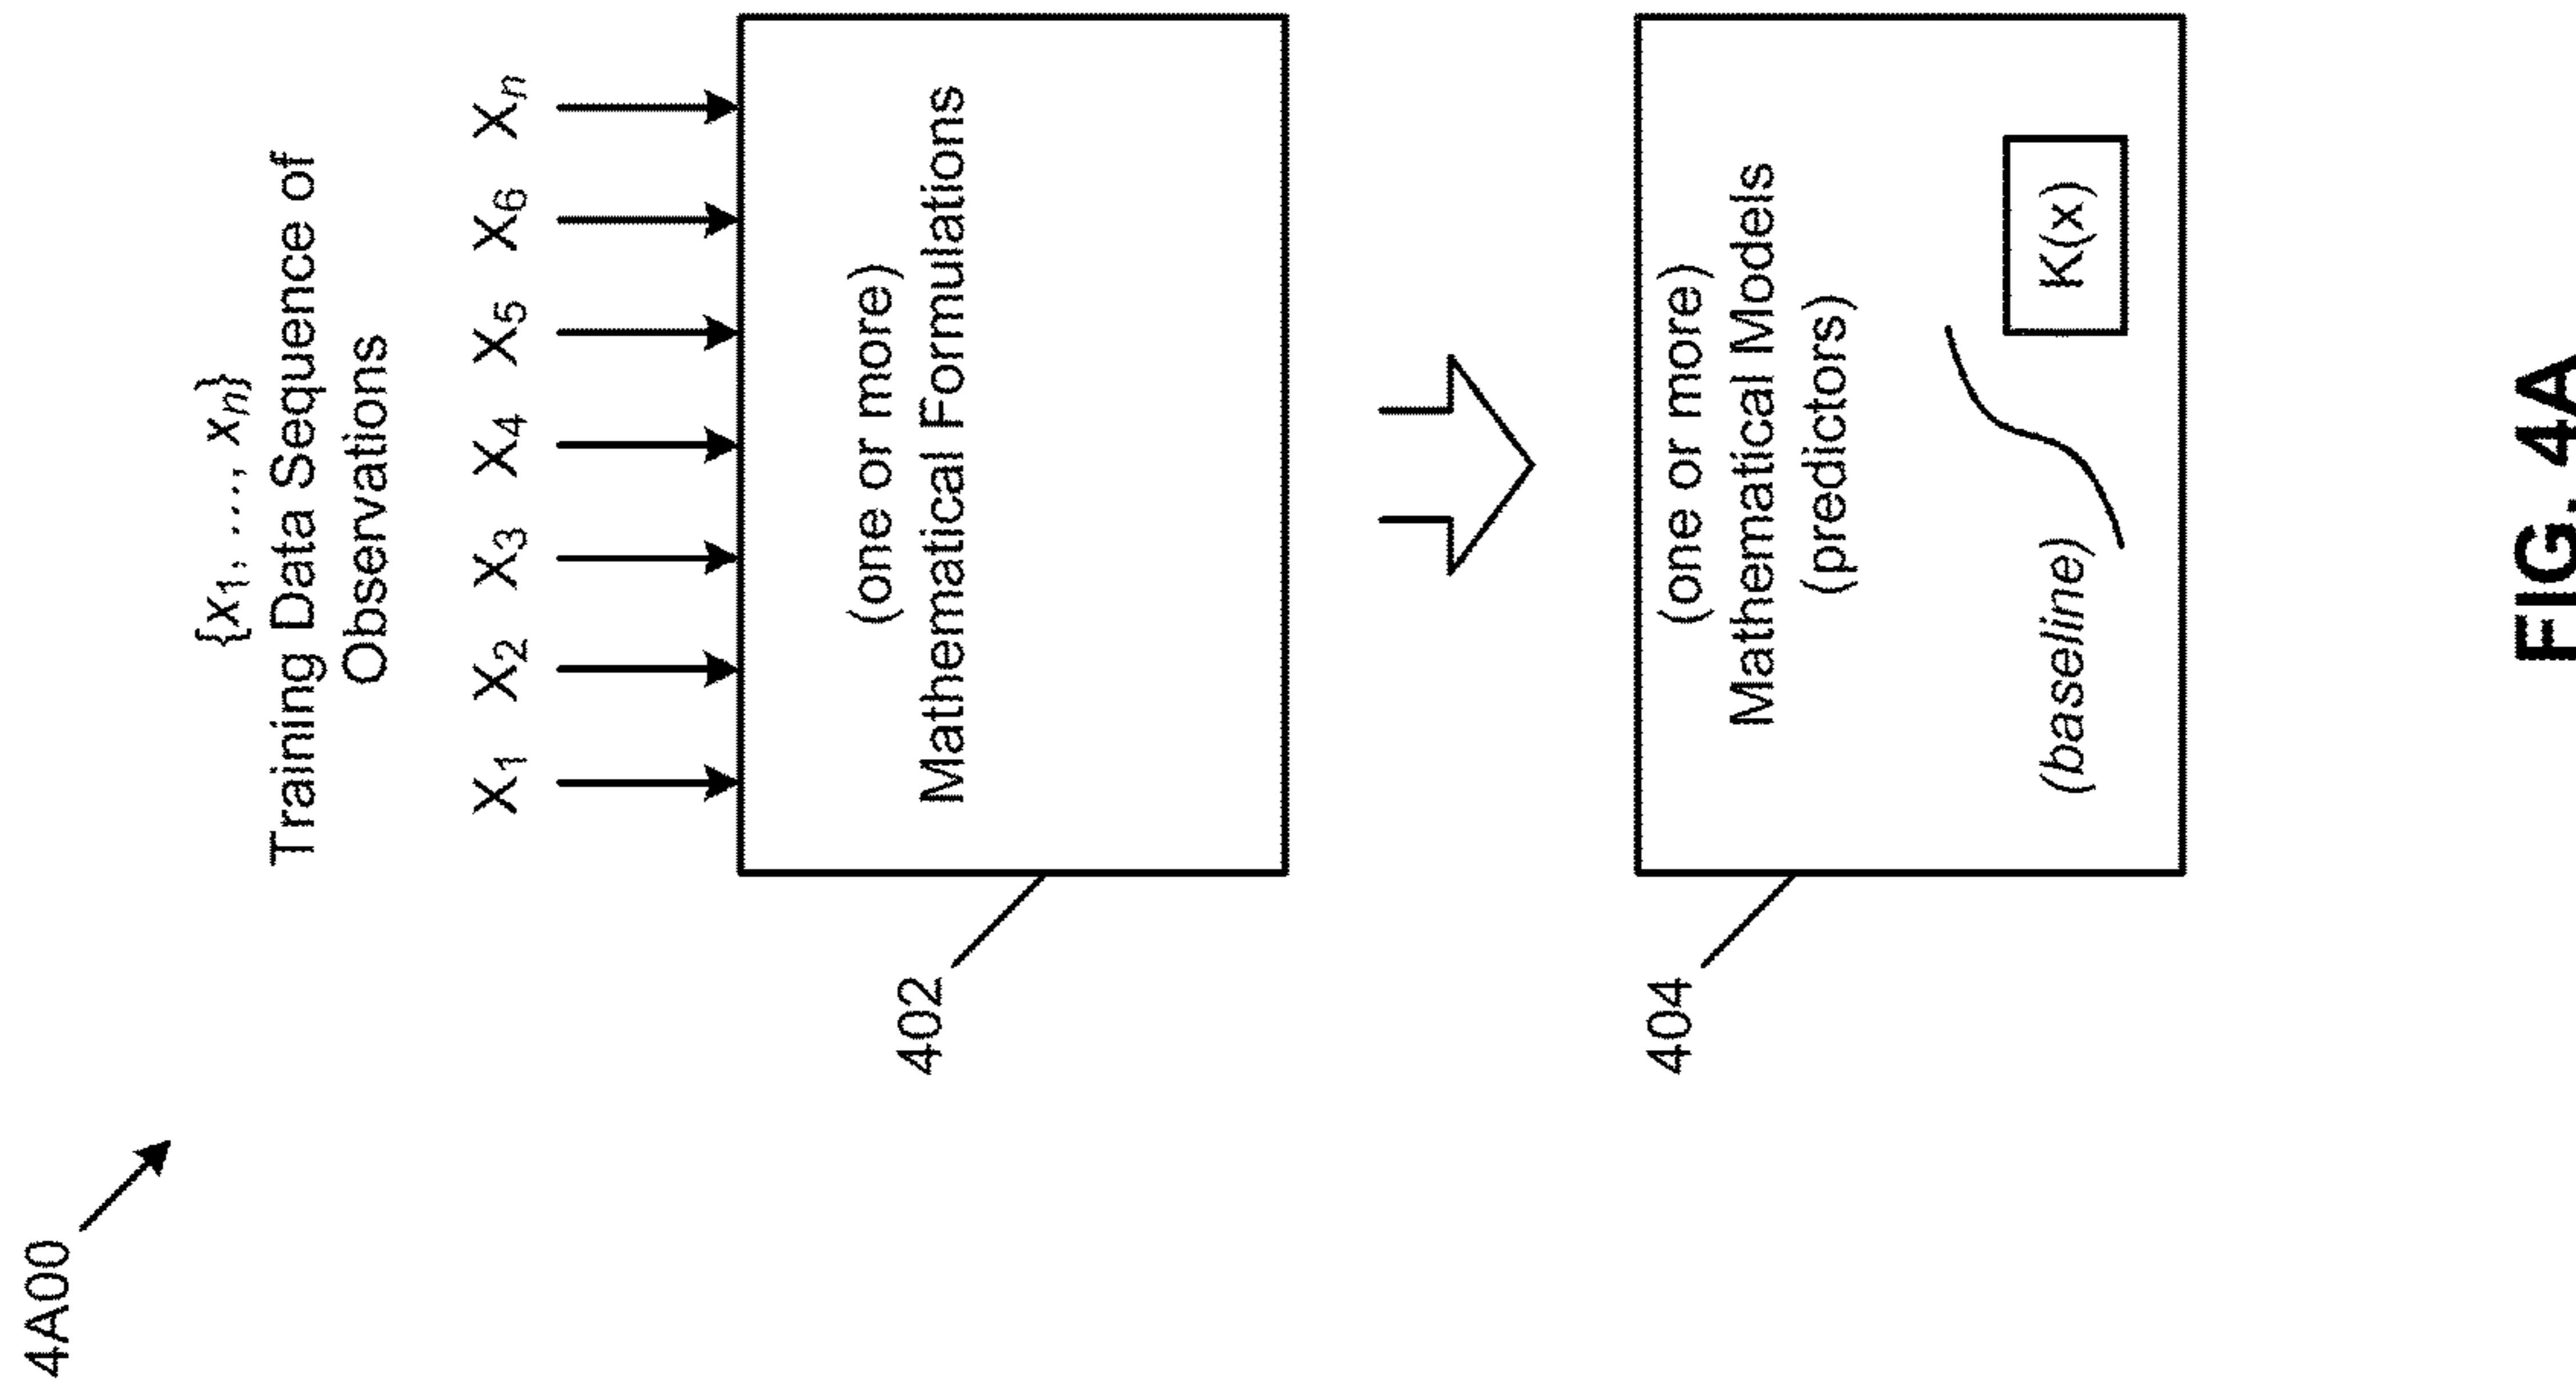 4A00
{x1, ..., xn}
Training Data Sequence of
Observations
X1 X2 X3 X4 X5 X6 Xn
402
(one or more)
Mathematical Formulations
404
(one or more)
Mathematical Models
(predictors)
(baseline)
K(x)
FIG. 4A